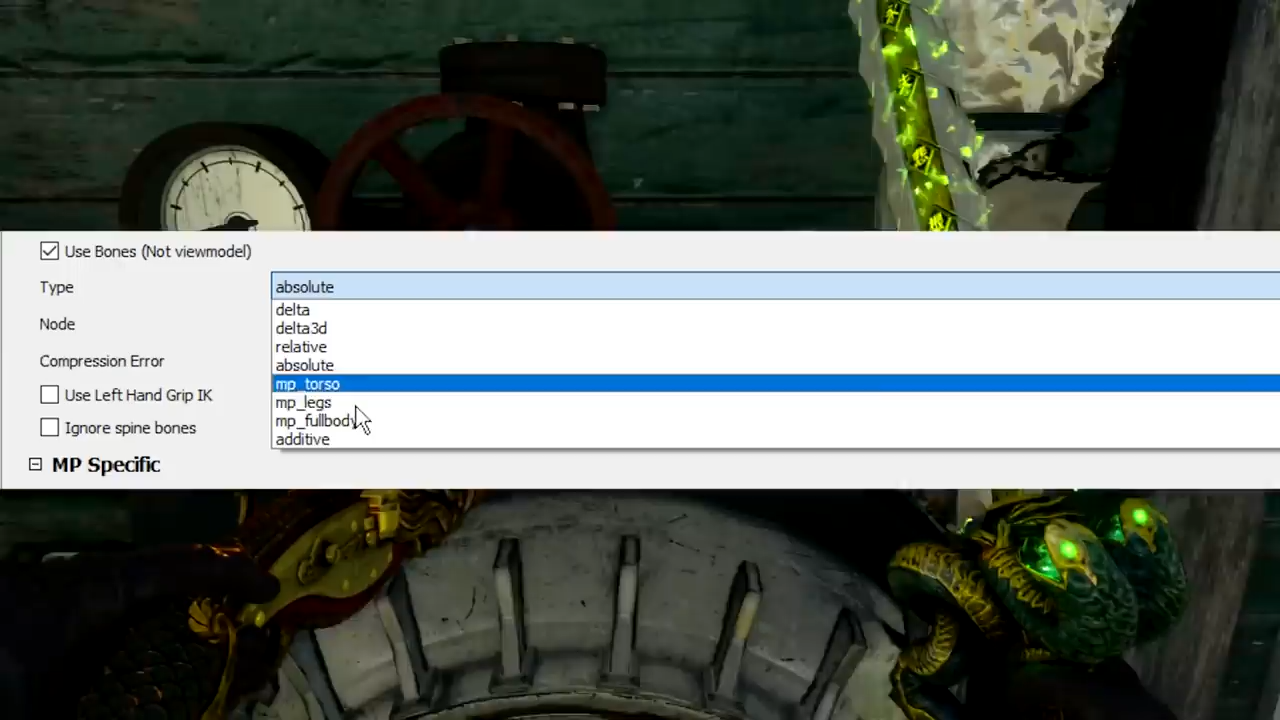 Use Bones (Not viewmodel)
Type
absolute
delta
delta3d
relative
absolute
mp_torso
mp_legs
mp_fullbody
additive
Node
Compression Error
Use Left Hand Grip IK
Ignore spine bones
MP Specific